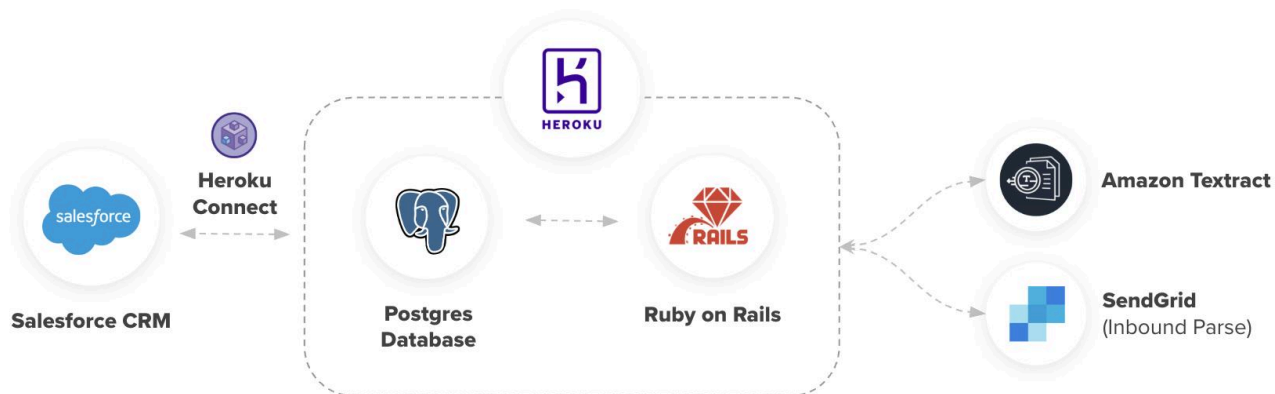 HEROKU
Heroku
Connect
salesforce
Salesforce CRM
Postgres
Database
RAILS
Ruby on Rails
Amazon Textract
SendGrid
(Inbound Parse)